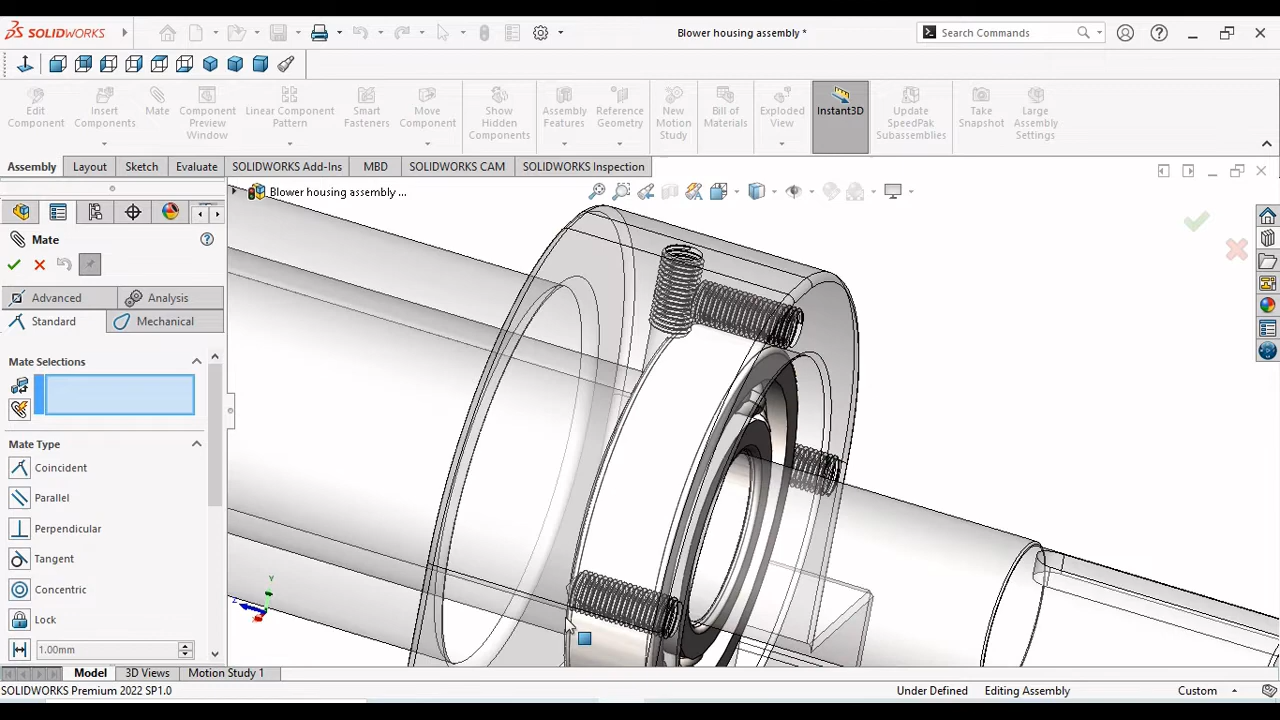 SOLIDWORKS
Blower housing assembly *
Search Commands
Edit Component
Insert Components
Mate
Component Preview Window
Linear Component Pattern
Smart Fasteners
Move Component
Show Hidden Components
Assembly Features
Reference Geometry
New Motion Study
Bill of Materials
Exploded View
Instant3D
Update SpeedPak Subassemblies
Take Snapshot
Large Assembly Settings
Assembly
Layout
Sketch
Evaluate
SOLIDWORKS Add-Ins
MBD
SOLIDWORKS CAM
SOLIDWORKS Inspection
Blower housing assembly ...
Mate
Advanced
Analysis
Standard
Mechanical
Mate Selections
Mate Type
Coincident
Parallel
Perpendicular
Tangent
Concentric
Lock
1.00mm
Y
Z
Model
3D Views
Motion Study 1
SOLIDWORKS Premium 2022 SP1.0
Under Defined
Editing Assembly
Custom